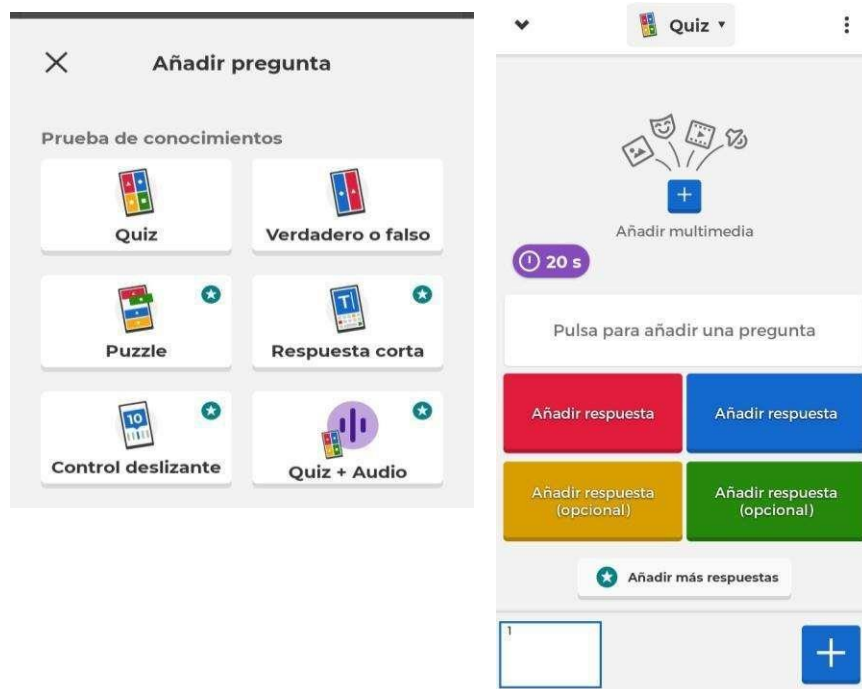 Añadir pregunta
Prueba de conocimientos
Quiz
Verdadero o falso
Puzzle
T
Respuesta corta
10
Control deslizante
Quiz + Audio
Quiz
Añadir multimedia
20 s
Pulsa para añadir una pregunta
Añadir respuesta
Añadir respuesta
Añadir respuesta
(opcional)
Añadir respuesta
(opcional)
Añadir más respuestas
1